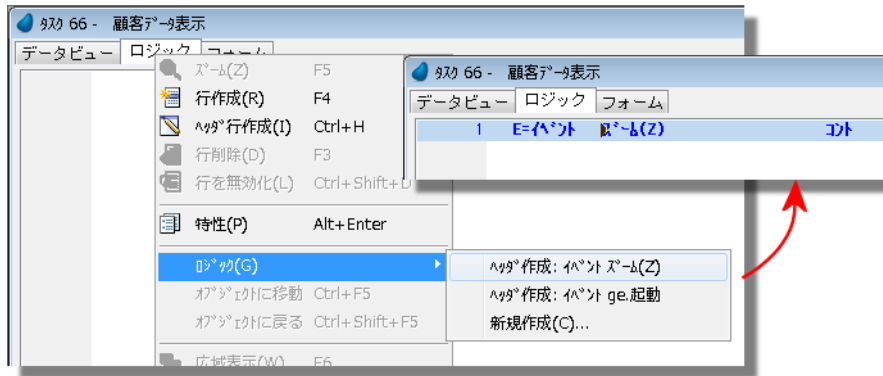 ﾀｽｸ 66 - 顧客ﾃﾞｰﾀ表示
データビュー ロジック フォーム
ｽﾞｰﾑ(Z) F5
行作成(R) F4
ﾍｯﾀﾞ行作成(I) Ctrl+H
行削除(D) F3
行を無効化(L) Ctrl+Shift+D
特性(P) Alt+Enter
ﾛｼﾞｯｸ(G)
ｵﾌﾞｼﾞｪｸﾄに移動 Ctrl+F5
ｵﾌﾞｼﾞｪｸﾄに戻る Ctrl+Shift+F5
広域表示(W) F6
ﾍｯﾀﾞ作成: ｲﾍﾞﾝﾄ ｽﾞｰﾑ(Z)
ﾍｯﾀﾞ作成: ｲﾍﾞﾝﾄ ge.起動
新規作成(C)...
ﾀｽｸ 66 - 顧客ﾃﾞｰﾀ表示
データビュー ロジック フォーム
1 E=ｲﾍﾞﾝﾄ ｽﾞｰﾑ(Z) ｺﾝﾄ